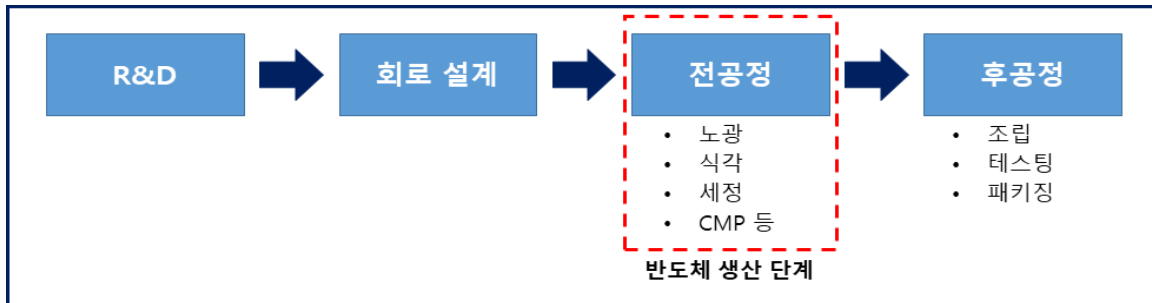 R&D
회로 설계
전공정
후공정
• 노광
• 식각
• 세정
• CMP 등
• 조립
• 테스팅
• 패키징
반도체 생산 단계